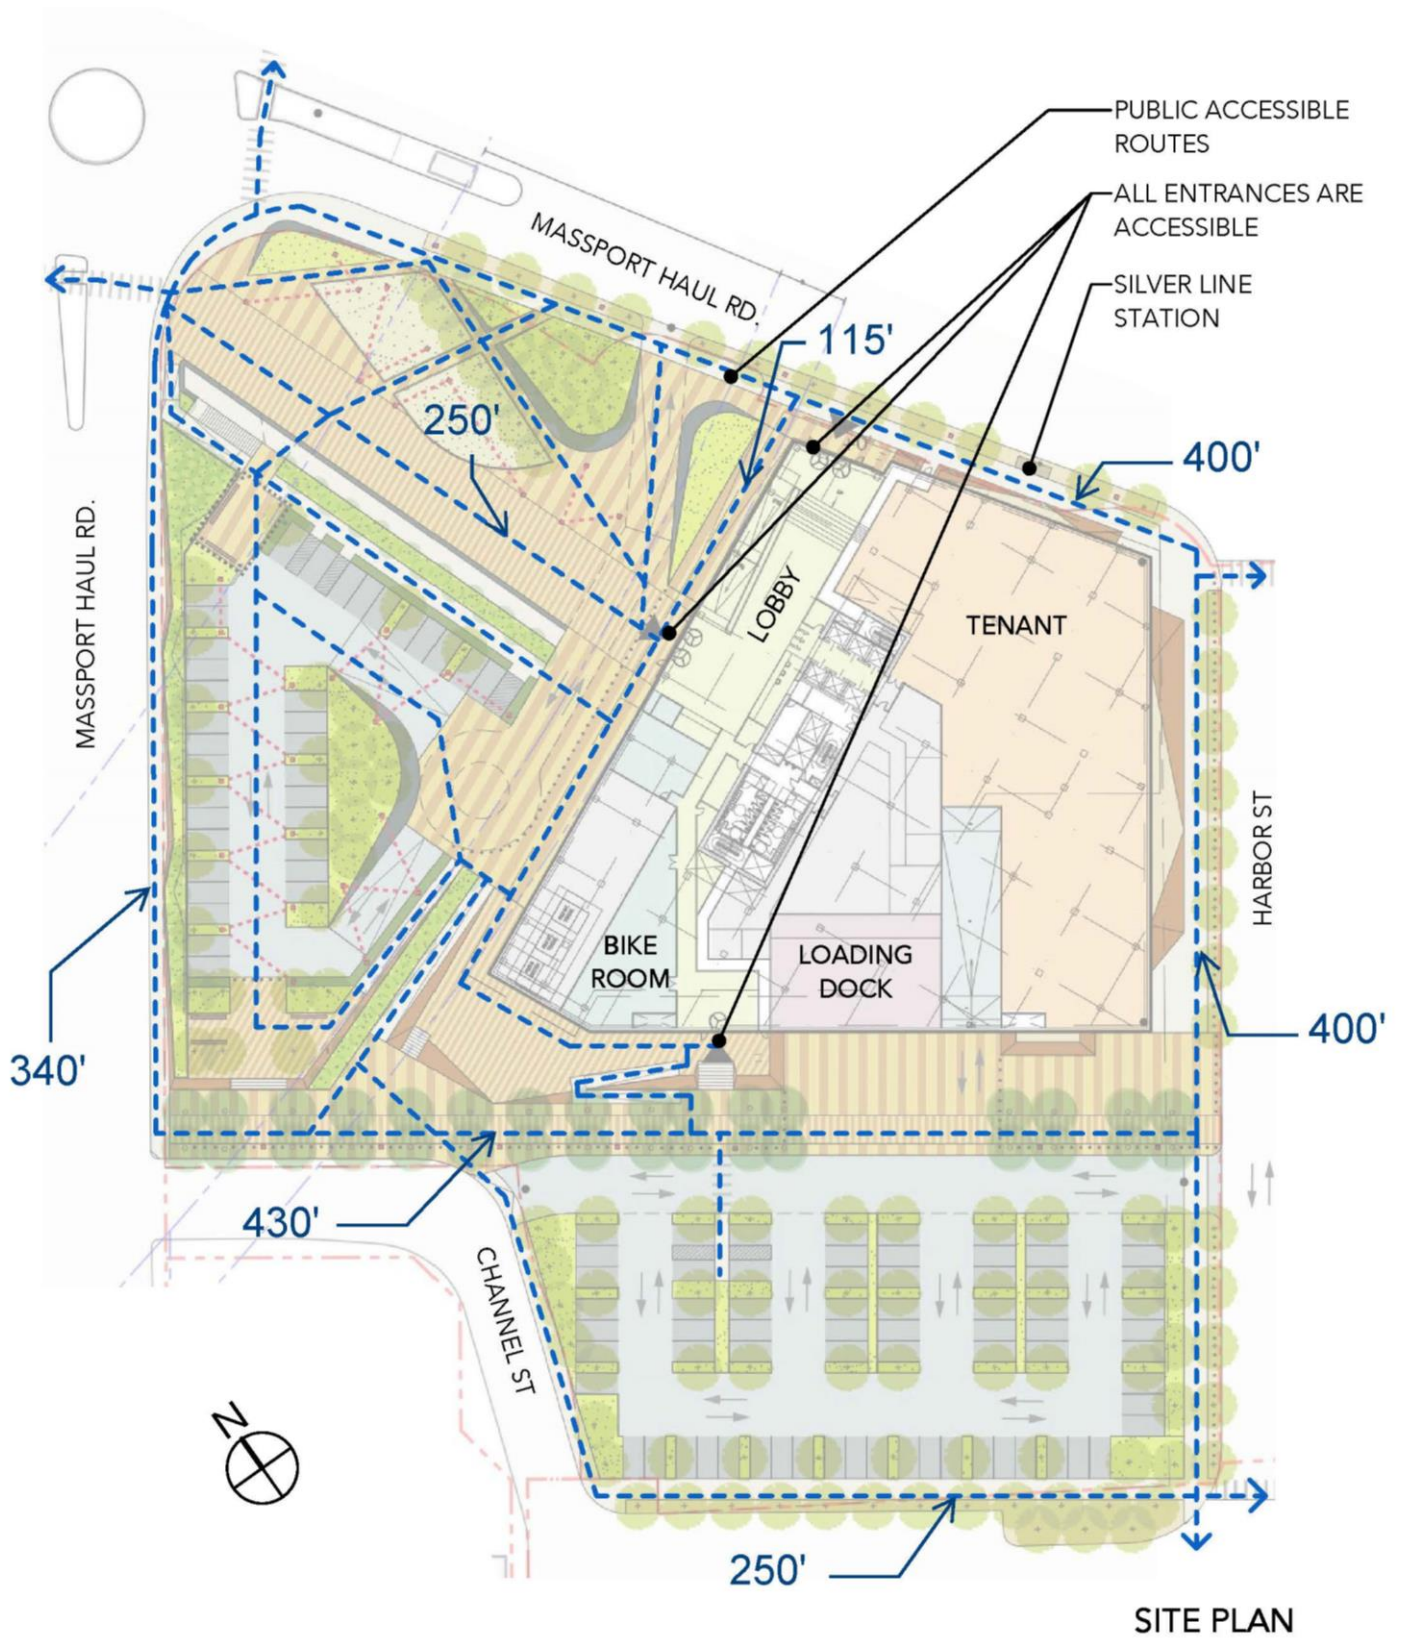 PUBLIC ACCESSIBLE
ROUTES
ALL ENTRANCES ARE
ACCESSIBLE
SILVER LINE
STATION
MASSPORT HAUL RD.
115'
250'
400'
LOBBY
TENANT
MASSPORT HAUL RD.
HARBOR ST
BIKE
ROOM
LOADING
DOCK
340'
400'
430'
CHANNEL ST
N
250'
SITE PLAN